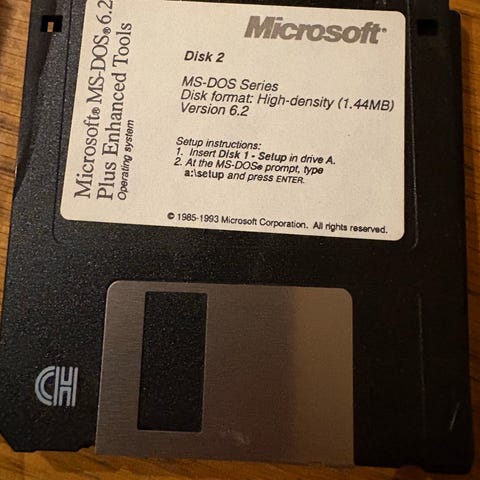 Microsoft® MS-DOS® 6.2
Plus Enhanced Tools
Operating system
Microsoft®
Disk 2
MS-DOS Series
Disk format: High-density (1.44MB)
Version 6.2
Setup instructions:
1. Insert Disk 1 - Setup in drive A.
2. At the MS-DOS® prompt, type
a:\setup and press ENTER.
© 1985-1993 Microsoft Corporation. All rights reserved.